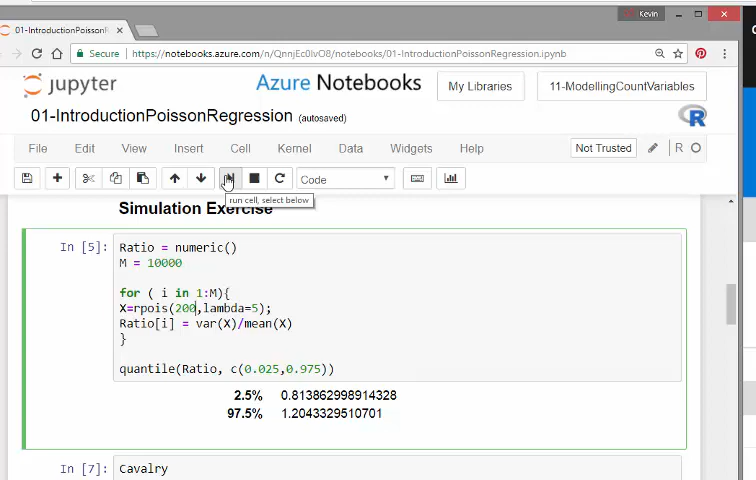 Kevin
01-IntroductionPoissonRegression
Secure
https://notebooks.azure.com/n/QnnjEc0lvO8/notebooks/01-IntroductionPoissonRegression.ipynb
jupyter
Azure Notebooks
My Libraries
11-ModellingCountVariables
01-IntroductionPoissonRegression (autosaved)
R
File Edit View Insert Cell Kernel Data Widgets Help
Not Trusted
R
Code
run cell, select below
Simulation Exercise
In [5]:
Ratio = numeric()
M = 10000
for ( i in 1:M){
X=rpois(200,lambda=5);
Ratio[i] = var(X)/mean(X)
}
quantile(Ratio, c(0.025,0.975))
2.5% 0.813862998914328
97.5% 1.2043329510701
In [7]: Cavalry